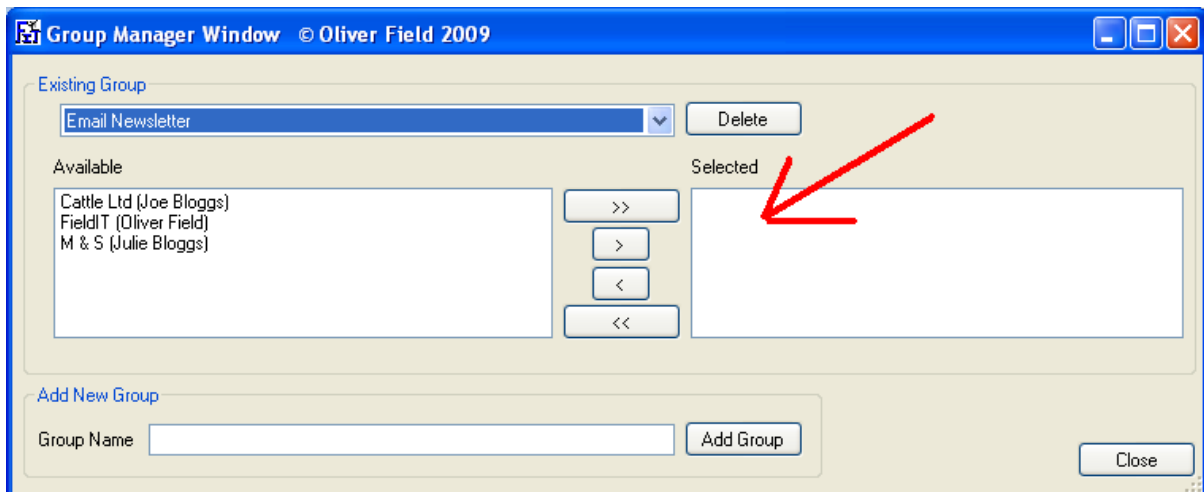 Group Manager Window © Oliver Field 2009
Existing Group
Email Newsletter
Delete
Available
Selected
Cattle Ltd (Joe Bloggs)
FieldIT (Oliver Field)
M & S (Julie Bloggs)
>>
>
<
<<
Add New Group
Group Name
Add Group
Close